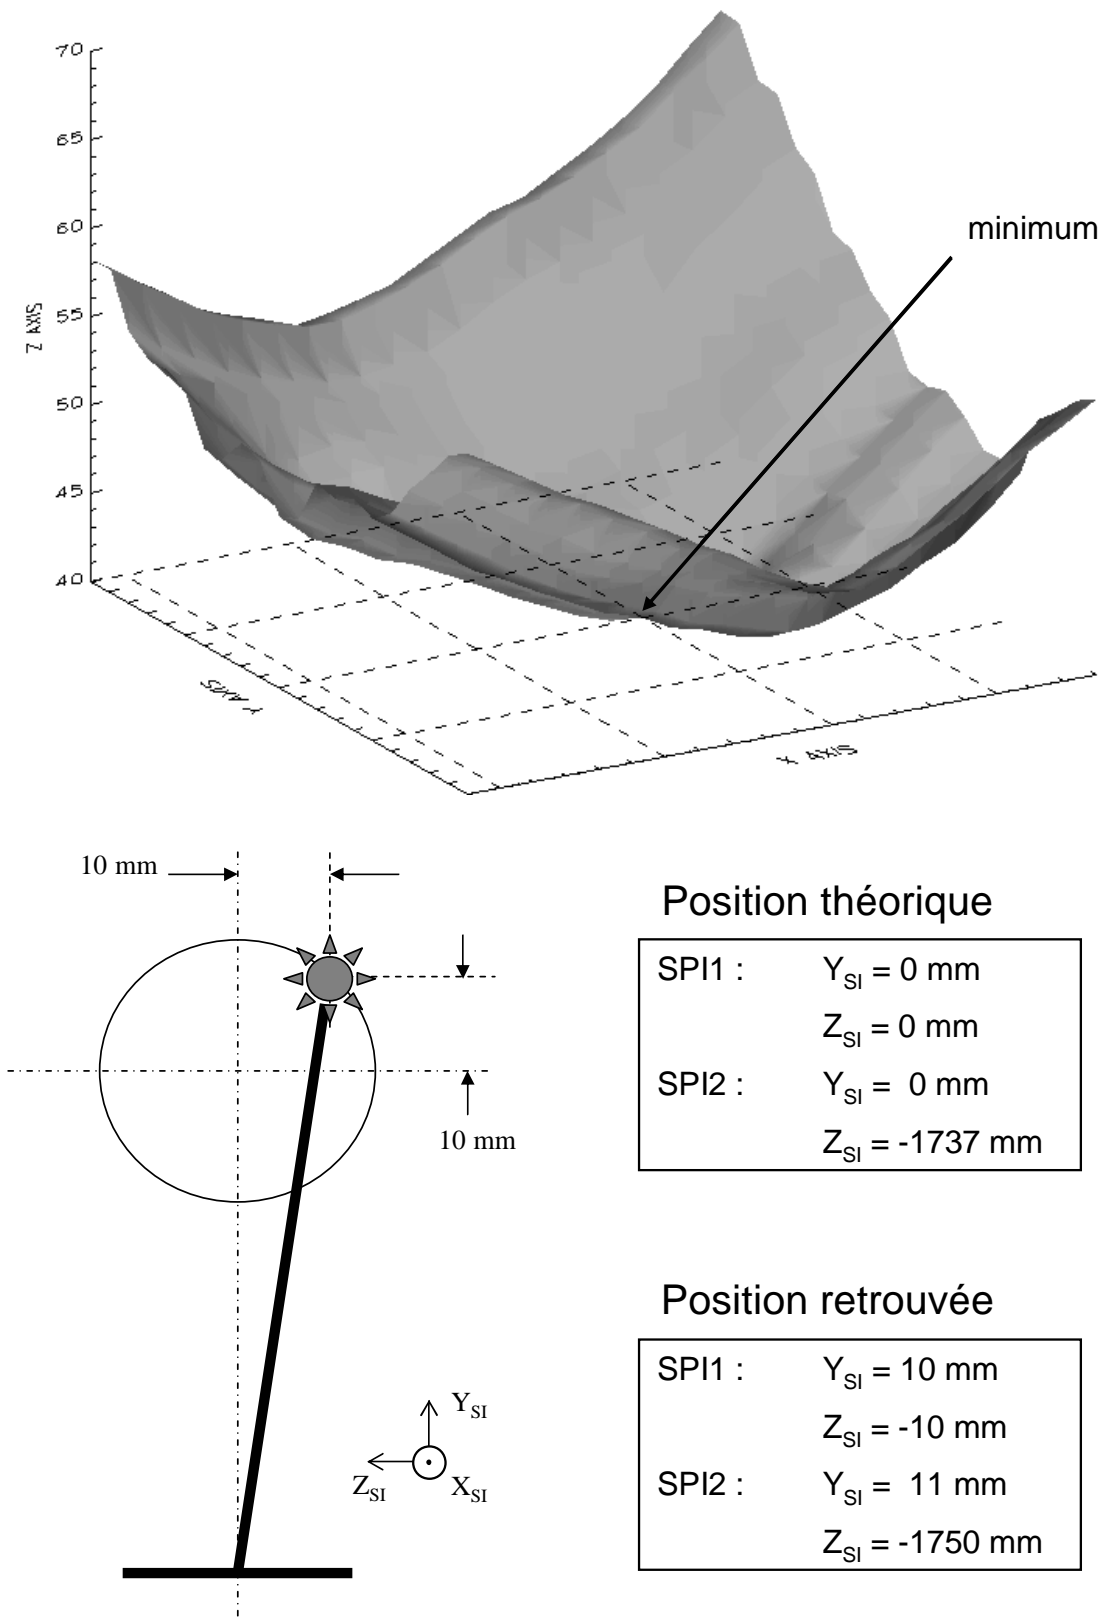 70
65
60
55
50
45
40
Z AXIS
Y AXIS
X AXIS
minimum
10 mm
10 mm
Y_SI
Z_SI
X_SI
Position théorique
SPI1 : Y_SI = 0 mm
Z_SI = 0 mm
SPI2 : Y_SI = 0 mm
Z_SI = -1737 mm
Position retrouvée
SPI1 : Y_SI = 10 mm
Z_SI = -10 mm
SPI2 : Y_SI = 11 mm
Z_SI = -1750 mm